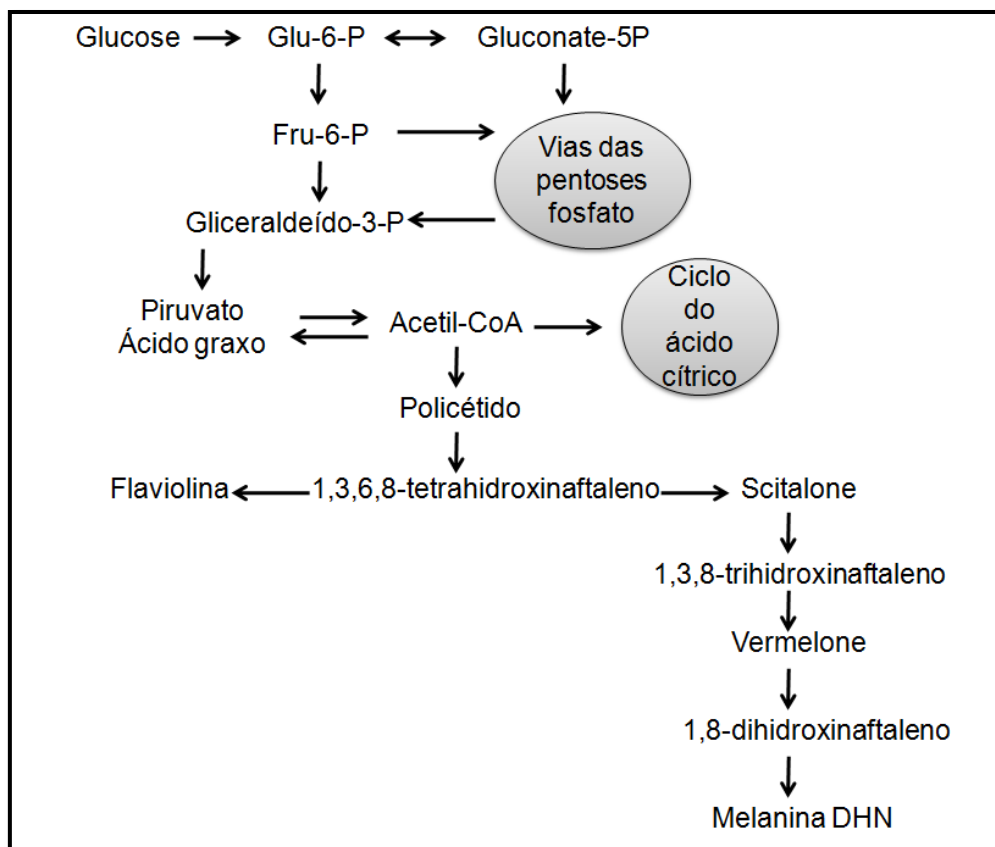 Glucose Glu-6-P Gluconate-5P
Fru-6-P
Vias das
pentoses
fosfato
Gliceraldeído-3-P
Ciclo
do
ácido
cítrico
Piruvato
Ácido graxo
Acetil-CoA
Policétido
Flaviolina 1,3,6,8-tetrahidroxinaftaleno Scitalone
1,3,8-trihidroxinaftaleno
Vermelone
1,8-dihidroxinaftaleno
Melanina DHN